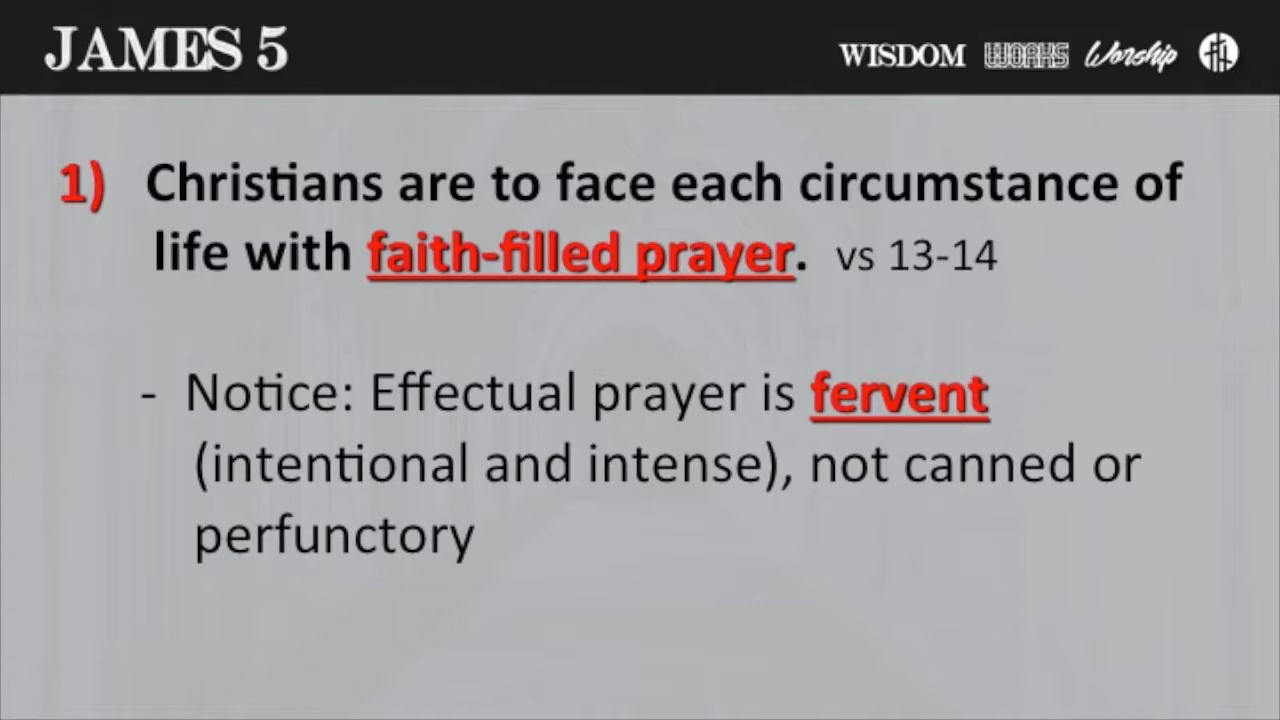 JAMES 5
WISDOM WORKS Worship
1) Christians are to face each circumstance of
life with faith-filled prayer. vs 13-14
- Notice: Effectual prayer is fervent
(intentional and intense), not canned or
perfunctory